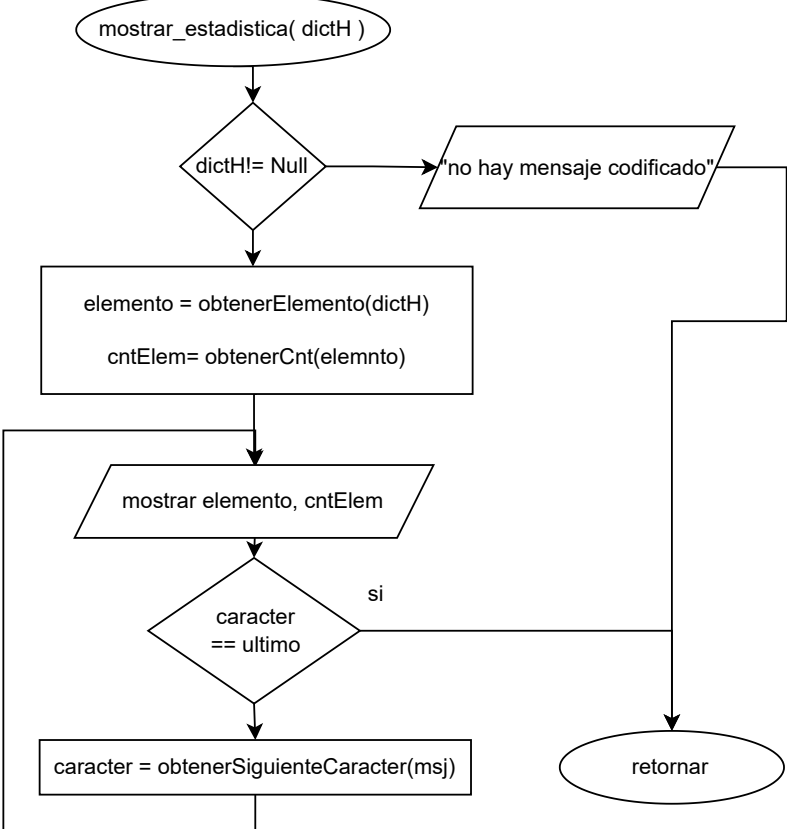 mostrar_estadistica( dictH )
dictH!= Null
"no hay mensaje codificado"
elemento = obtenerElemento(dictH)
cntElem= obtenerCnt(elemnto)
mostrar elemento, cntElem
si
caracter
== ultimo
caracter = obtenerSiguienteCaracter(msj)
retornar